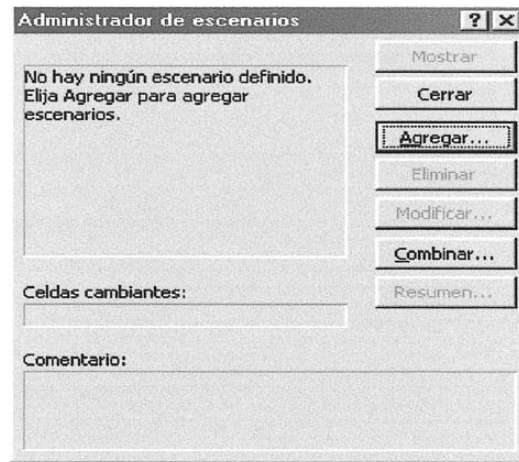 Administrador de escenarios
No hay ningún escenario definido.
Elija Agregar para agregar
escenarios.
Mostrar
Cerrar
Agregar...
Eliminar
Modificar...
Combinar...
Resumen...
Celdas cambiantes:
Comentario: